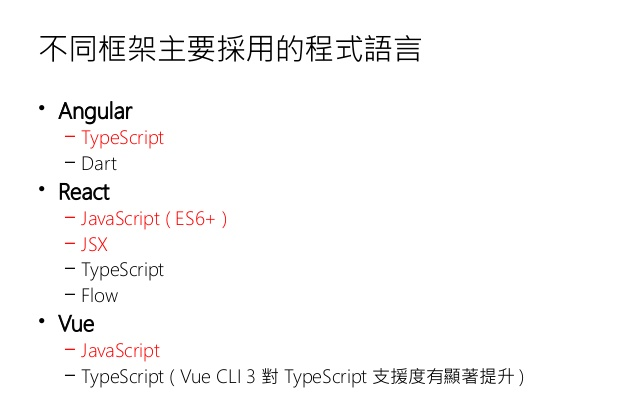 不同框架主要採用的程式語言
• Angular
– TypeScript
– Dart
• React
– JavaScript ( ES6+ )
– JSX
– TypeScript
– Flow
• Vue
– JavaScript
– TypeScript ( Vue CLI 3 對 TypeScript 支援度有顯著提升 )